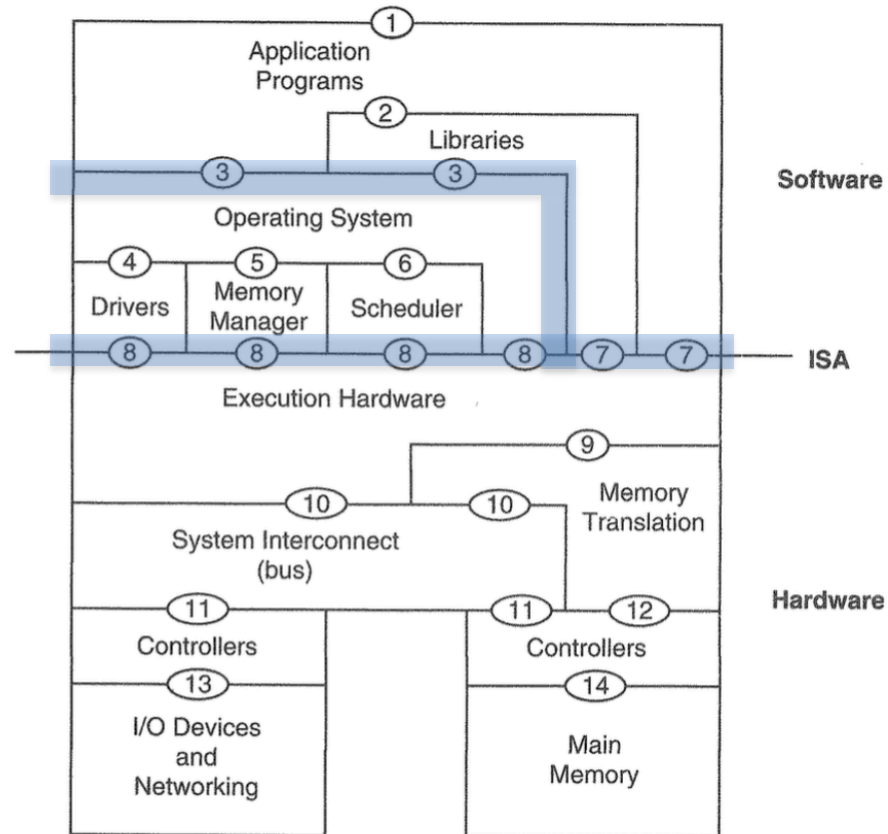 1
Application
Programs
2
Libraries
3
3
Software
Operating System
4
5
6
Drivers
Memory
Manager
Scheduler
8
8
8
8
7
7
ISA
Execution Hardware
9
10
10
Memory
Translation
System Interconnect
(bus)
11
11
12
Hardware
Controllers
Controllers
13
14
I/O Devices
and
Networking
Main
Memory